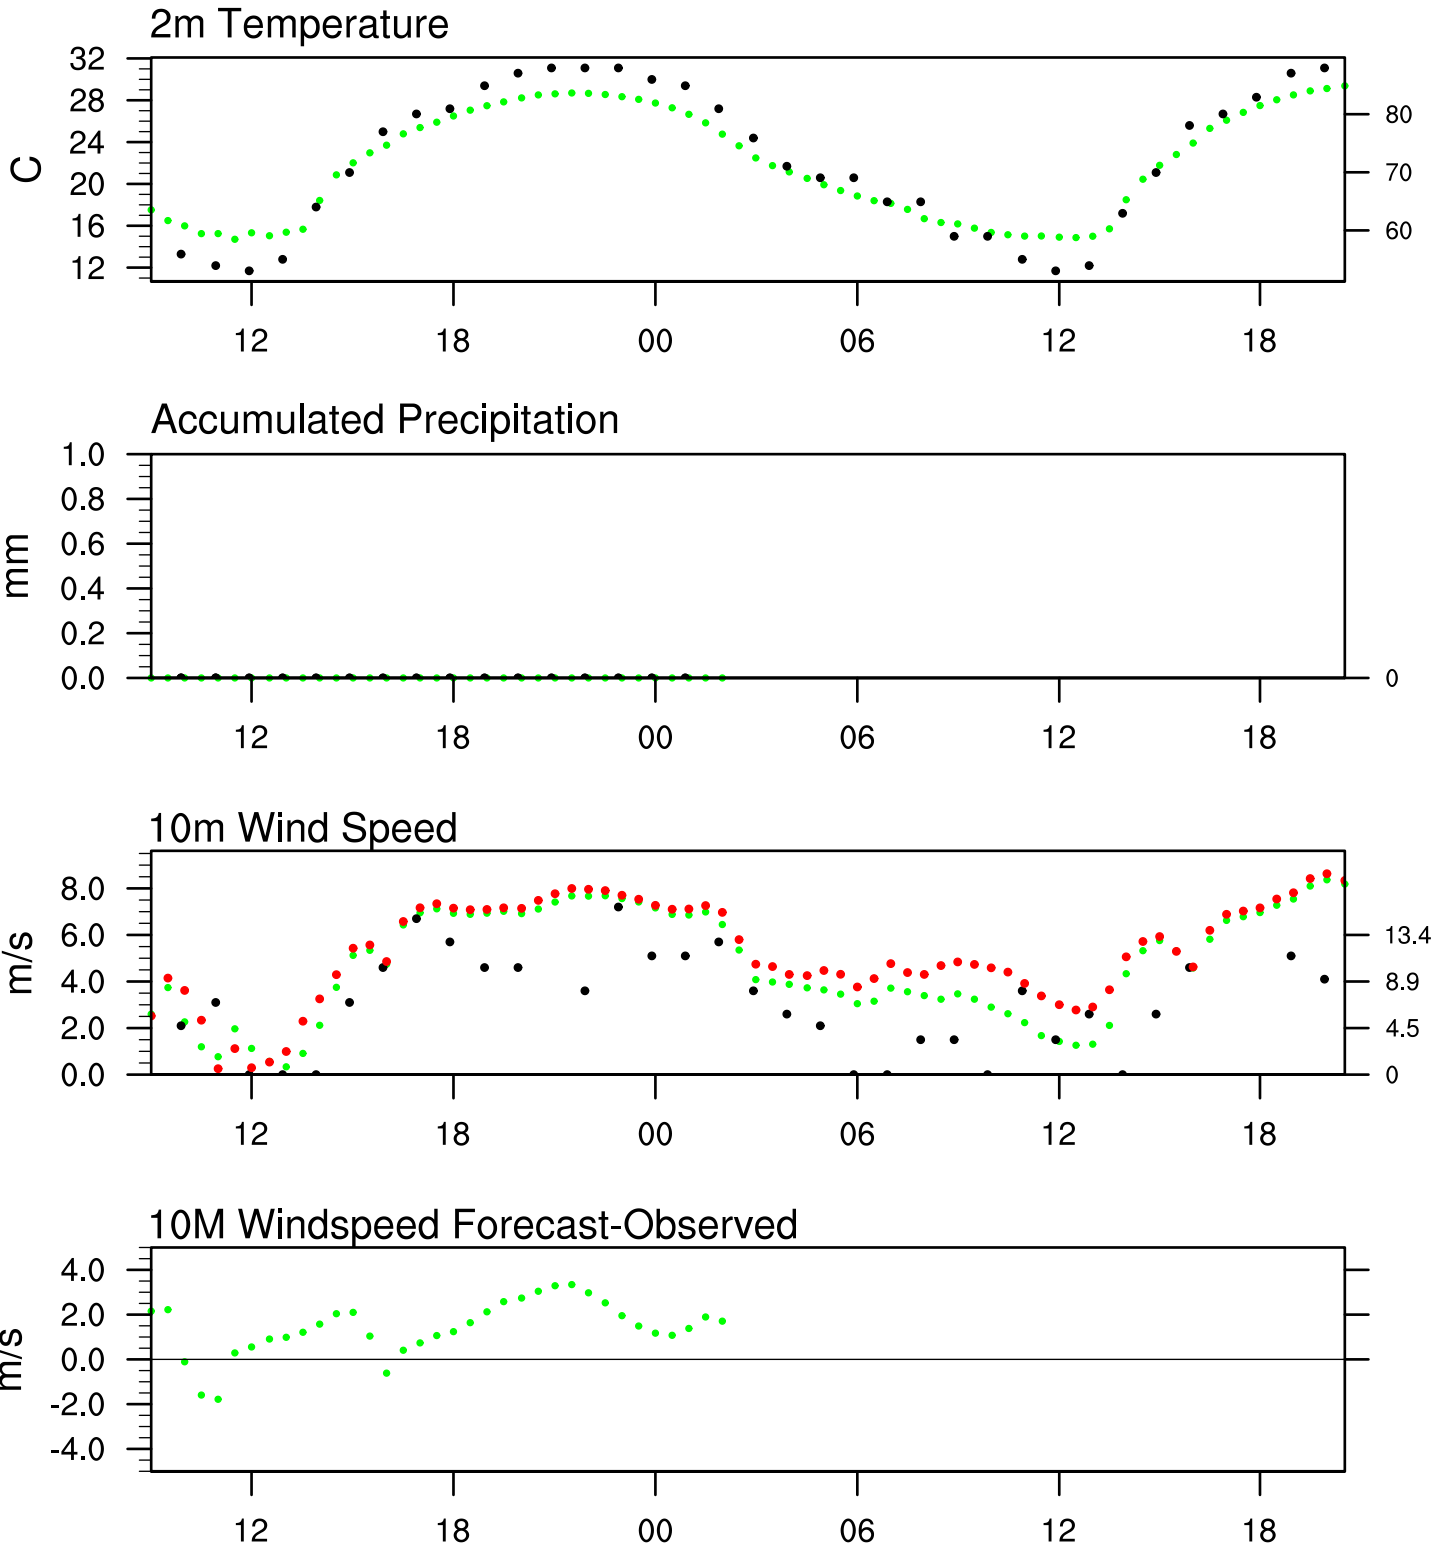 2m Temperature
32
28
24
20
16
12
C
80
70
60
12 18 00 06 12 18
Accumulated Precipitation
1.0
0.8
0.6
0.4
0.2
0.0
mm
0
12 18 00 06 12 18
10m Wind Speed
8.0
6.0
4.0
2.0
0.0
m/s
13.4
8.9
4.5
0
12 18 00 06 12 18
10M Windspeed Forecast-Observed
4.0
2.0
0.0
-2.0
-4.0
m/s
12 18 00 06 12 18